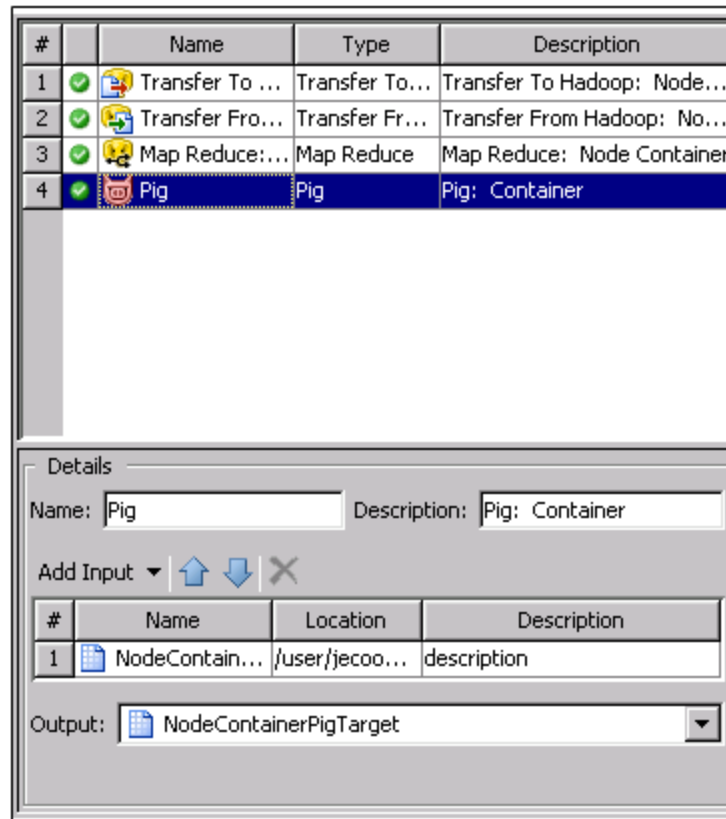 # Name Type Description
1 Transfer To ... Transfer To... Transfer To Hadoop: Node...
2 Transfer Fro... Transfer Fr... Transfer From Hadoop: No...
3 Map Reduce:... Map Reduce Map Reduce: Node Container
4 Pig Pig Pig: Container
Details
Name: Pig Description: Pig: Container
Add Input
# Name Location Description
1 NodeContain... /user/jecoo... description
Output: NodeContainerPigTarget